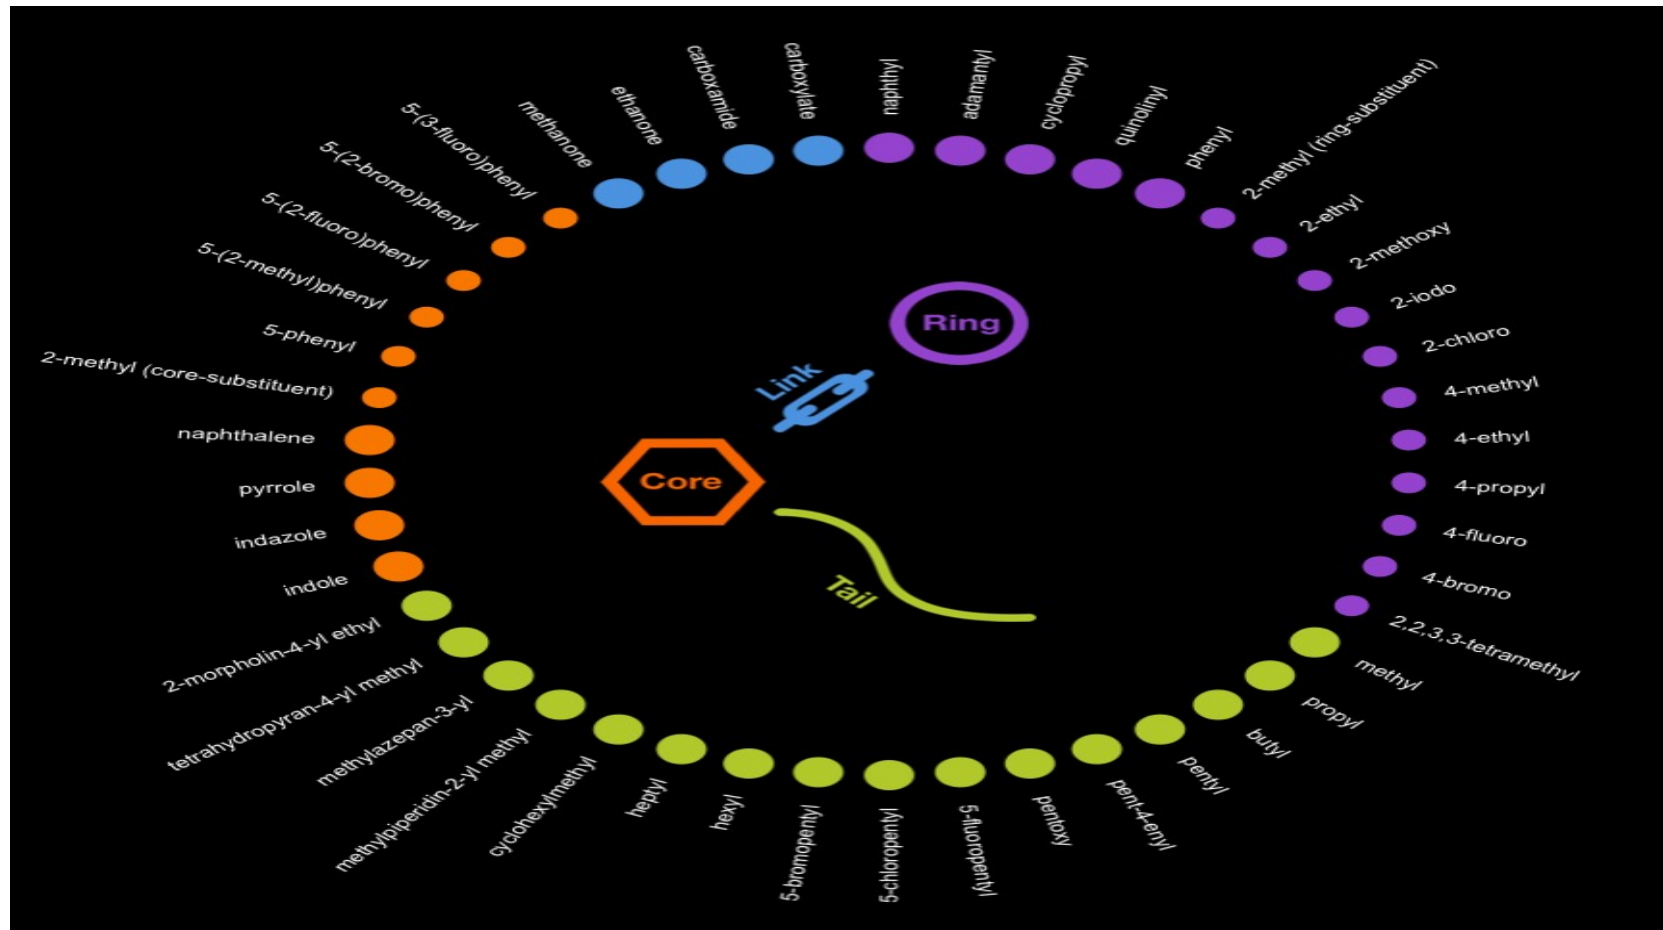 naphthyl
adamantyl
cyclopropyl
quinolinyl
phenyl
2-methyl (ring-substituent)
2-ethyl
2-methoxy
2-iodo
2-chloro
4-methyl
4-ethyl
4-propyl
4-fluoro
4-bromo
2,2,3,3-tetramethyl
methyl
propyl
butyl
pentyl
pent-4-enyl
pentoxy
5-fluoropentyl
5-chloropentyl
5-bromopentyl
hexyl
heptyl
cyclohexylmethyl
methylpiperidin-2-yl methyl
methylazepan-3-yl
tetrahydropyran-4-yl methyl
2-morpholin-4-yl ethyl
indole
indazole
pyrrole
naphthalene
2-methyl (core-substituent)
5-phenyl
5-(2-methyl)phenyl
5-(2-fluoro)phenyl
5-(2-bromo)phenyl
5-(3-fluoro)phenyl
methanone
ethanone
carboxamide
carboxylate
Ring
Link
Core
Tail